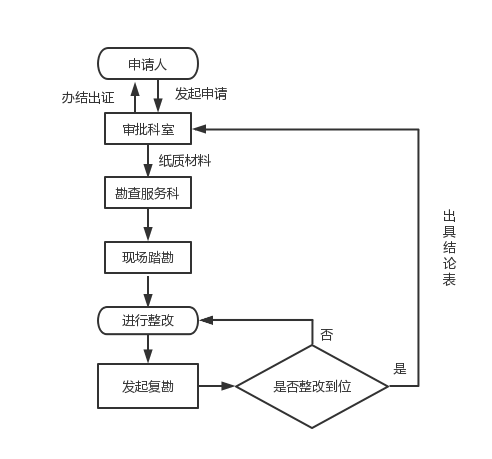 申请人
办结出证
发起申请
审批科室
纸质材料
勘查服务科
现场踏勘
进行整改
否
发起复勘
是否整改到位
是
出具结论表